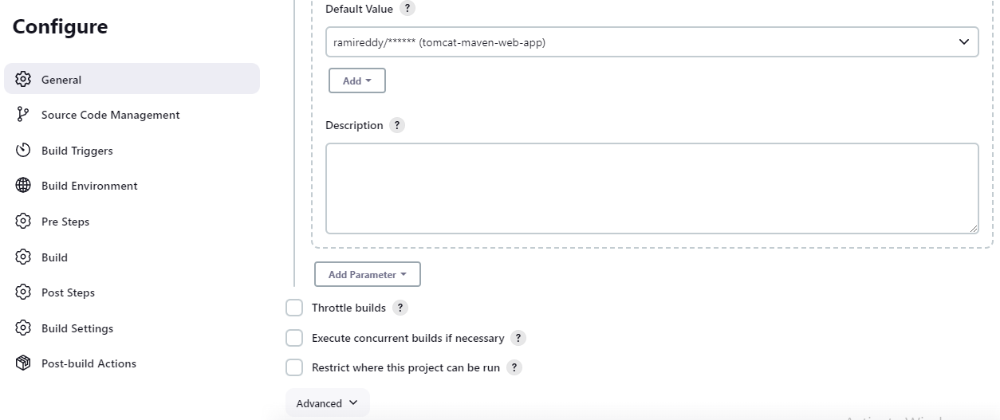 Configure
General
Source Code Management
Build Triggers
Build Environment
Pre Steps
Build
Post Steps
Build Settings
Post-build Actions
Default Value ?
ramireddy/****** (tomcat-maven-web-app)
Add
Description ?
Add Parameter
Throttle builds ?
Execute concurrent builds if necessary ?
Restrict where this project can be run ?
Advanced